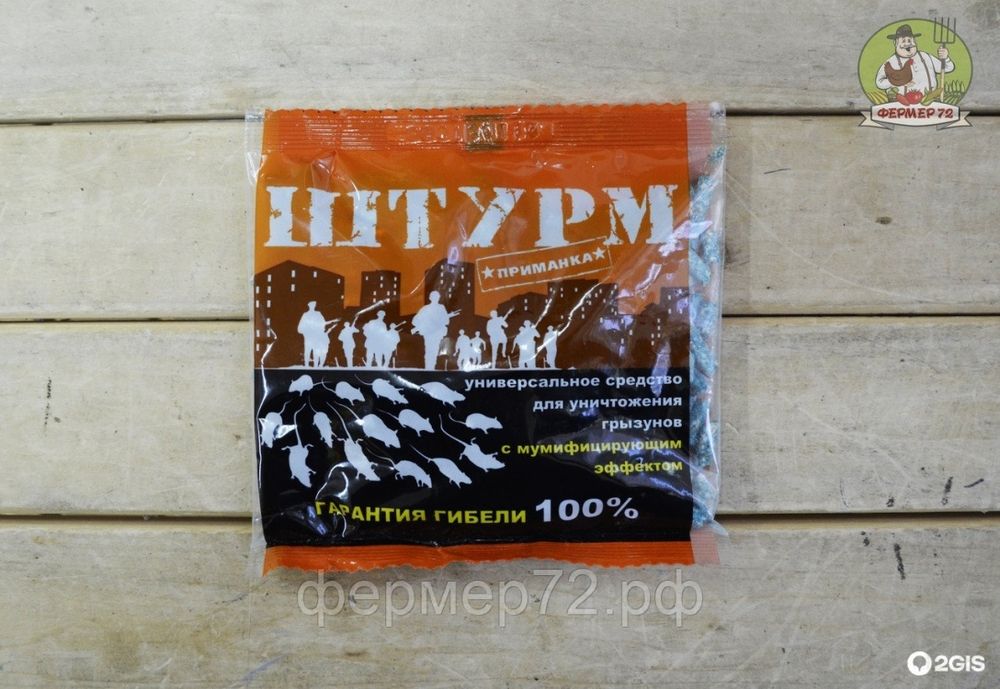 ФЕРМЕР 72
ШТУРМ
ПРИМАНКА
универсальное средство
для уничтожения
грызунов
с мумифицирующим
эффектом
ГАРАНТИЯ ГИБЕЛИ 100%
фермер72.рф
2GIS